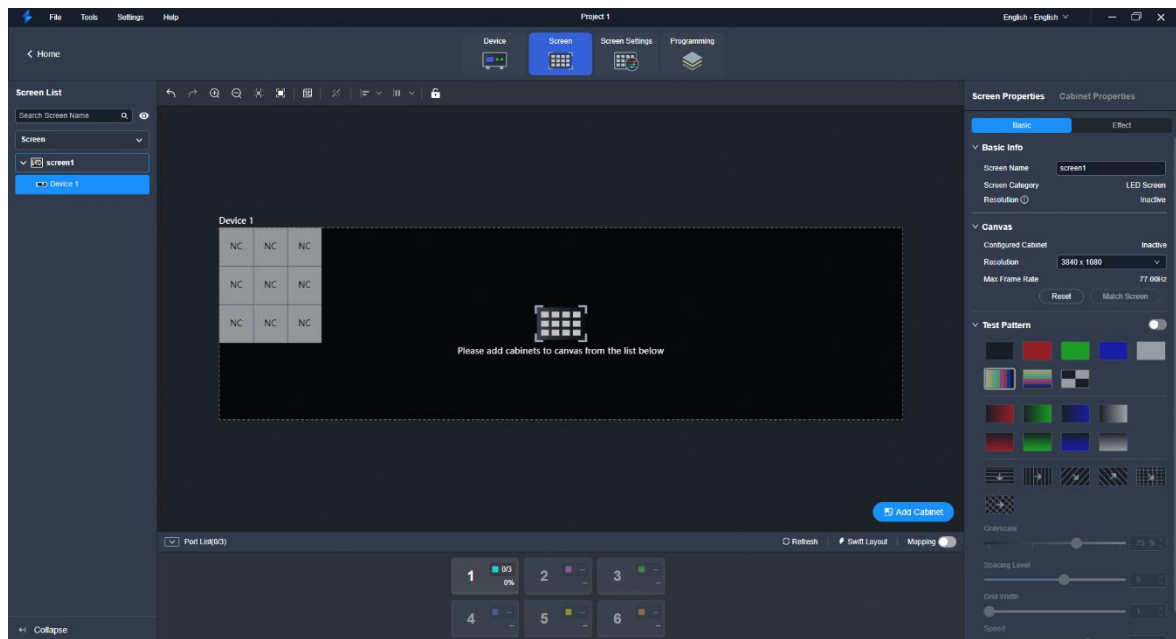 File Tools Settings Help Project 1 English - English
Home
Device Screen Screen Settings Programming
Screen List
Search Screen Name
Screen
screen1
Device 1
Device 1
NC NC NC
NC NC NC
NC NC NC
Please add cabinets to canvas from the list below
Add Cabinet
Port List(0/3) Refresh Swift Layout Mapping
1 0/3 0% 2 -- -- 3 -- --
4 -- -- 5 -- -- 6 -- --
Collapse
Screen Properties Cabinet Properties
Basic Effect
Basic Info
Screen Name screen1
Screen Category LED Screen
Resolution Inactive
Canvas
Configured Cabinet Inactive
Resolution 3840 x 1080
Max Frame Rate 77.00Hz
Reset Match Screen
Test Pattern
Grayscale
75 %
Spacing Level
5
Grid Width
1
Speed